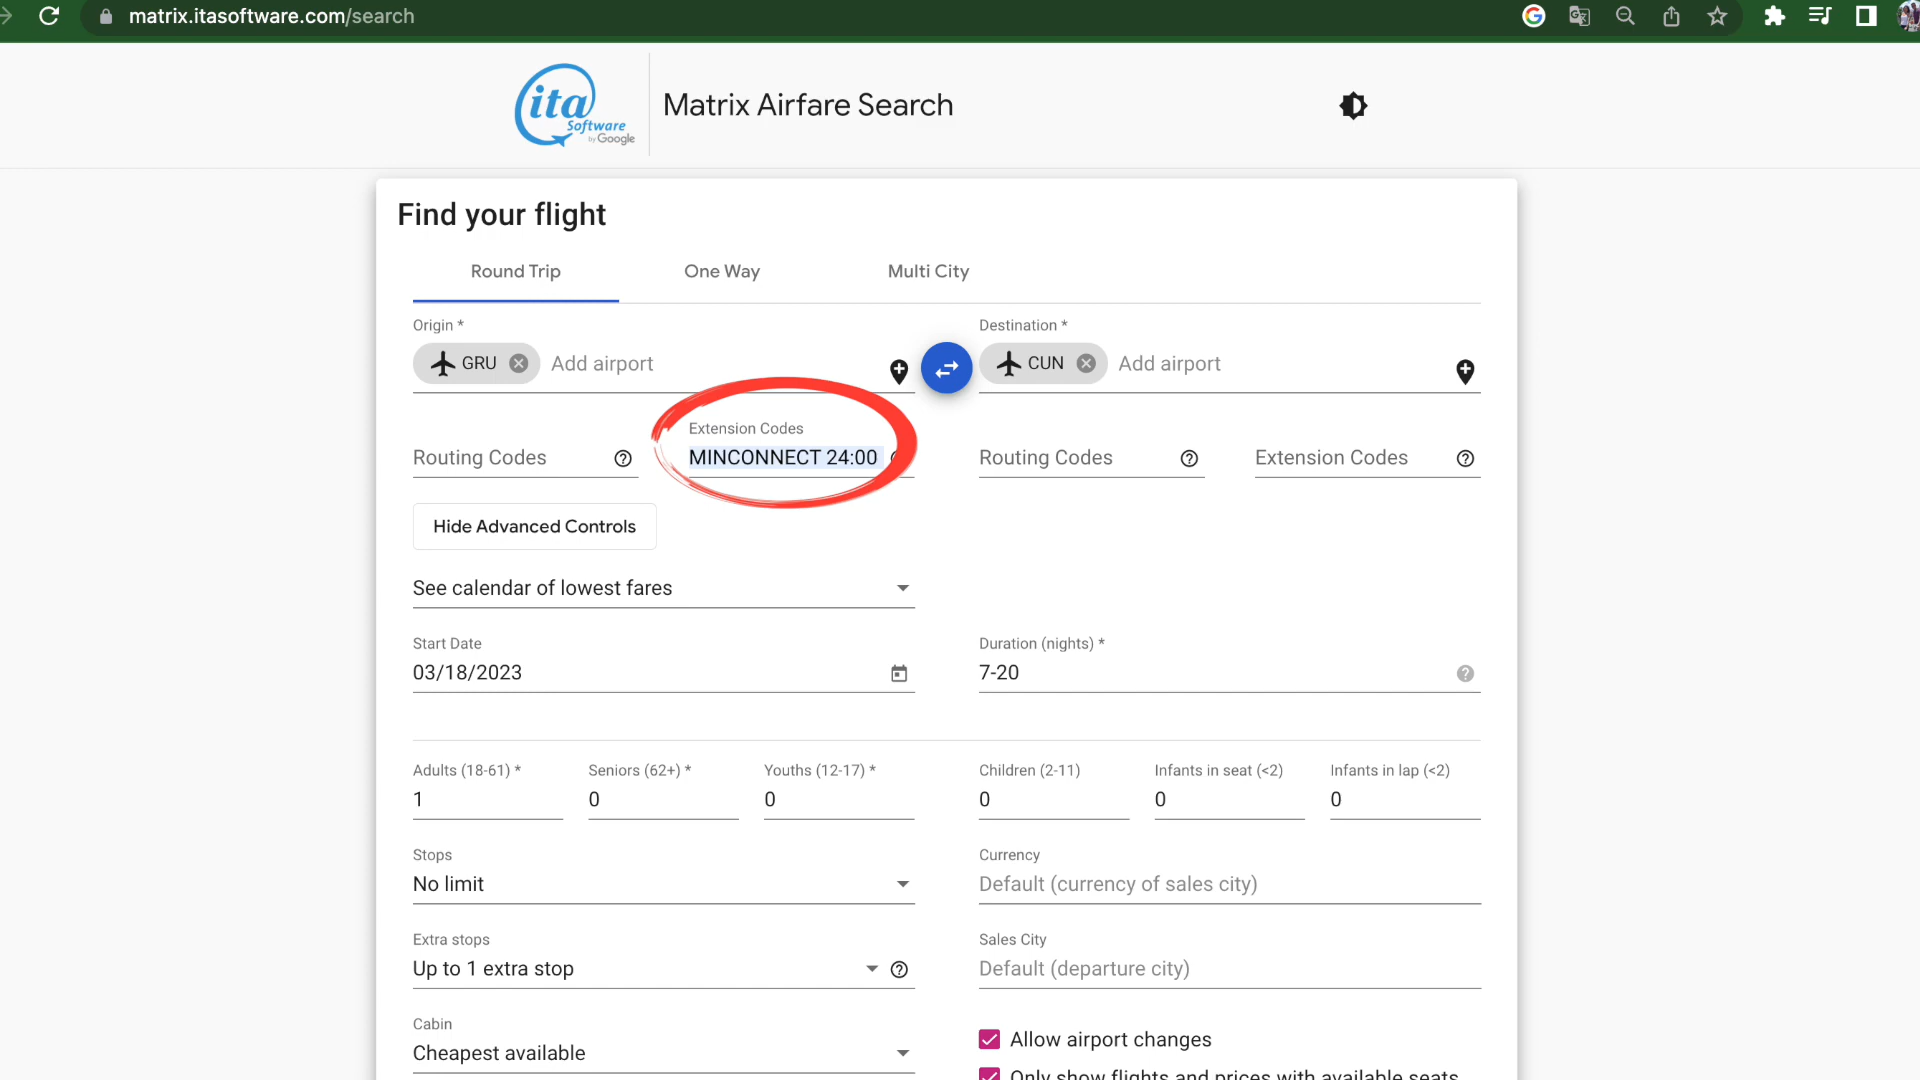 matrix.itasoftware.com/search
ita
Software
by Google
Matrix Airfare Search
Find your flight
Round Trip
One Way
Multi City
Origin *
Destination *
GRU
Add airport
CUN
Add airport
Extension Codes
Routing Codes
MINCONNECT 24:00
Routing Codes
Extension Codes
Hide Advanced Controls
See calendar of lowest fares
Start Date
Duration (nights) *
03/18/2023
7-20
Adults (18-61) *
Seniors (62+) *
Youths (12-17) *
Children (2-11)
Infants in seat (<2)
Infants in lap (<2)
1
0
0
0
0
0
Stops
Currency
No limit
Default (currency of sales city)
Extra stops
Sales City
Up to 1 extra stop
Default (departure city)
Cabin
Cheapest available
Allow airport changes
Only show flights and prices with available seats